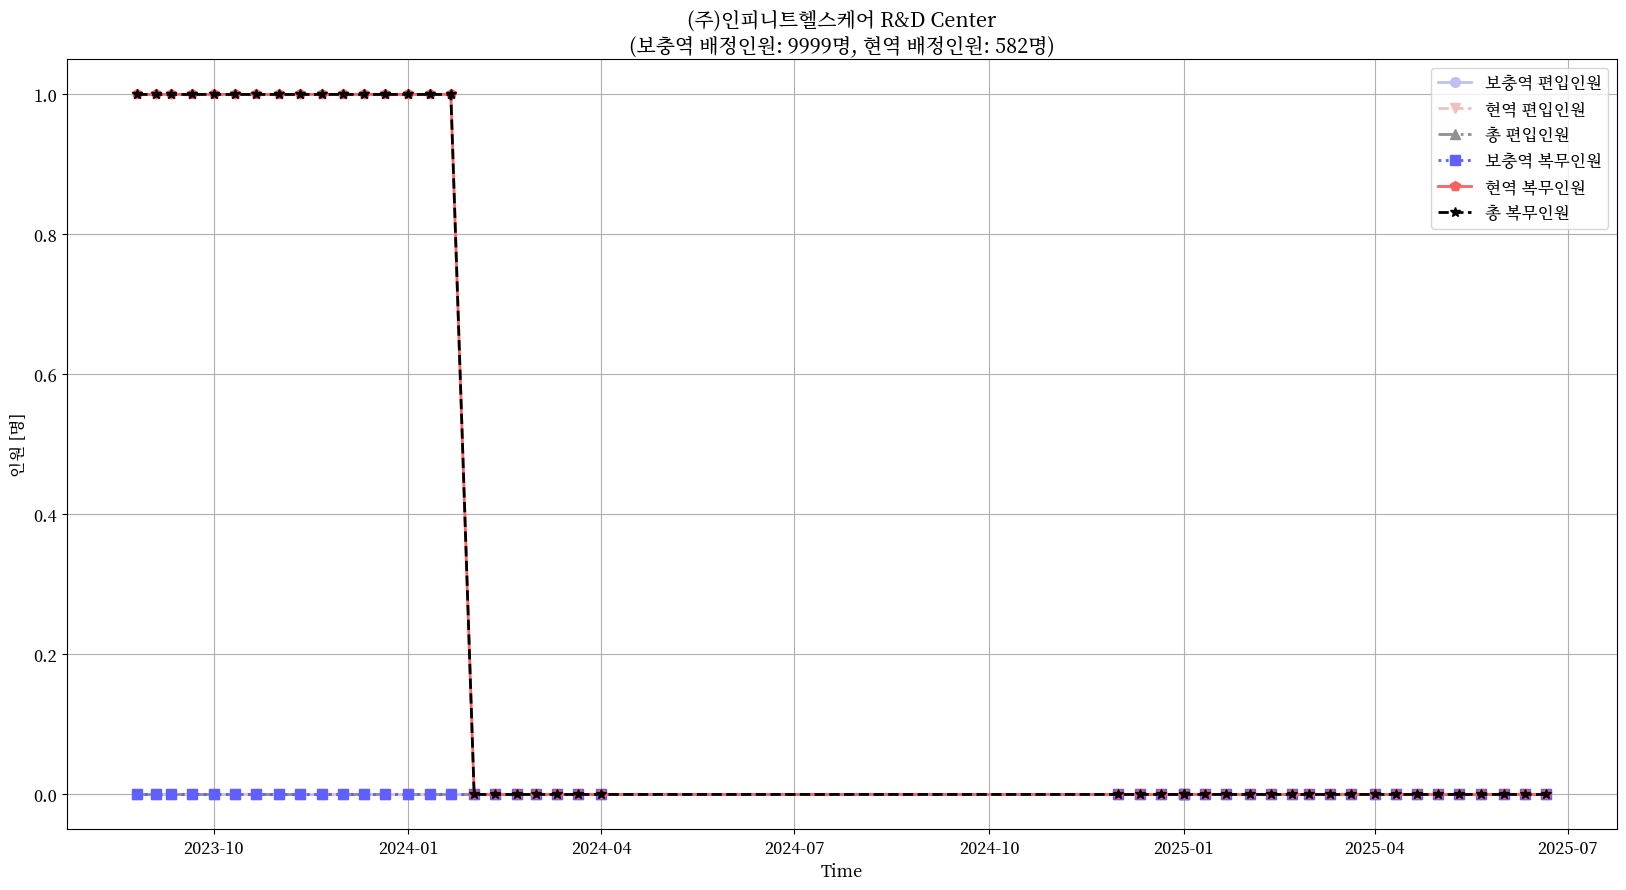 (주)인피니트헬스케어 R&D Center
(보충역 배정인원: 9999명, 현역 배정인원: 582명)
보충역 편입인원
현역 편입인원
총 편입인원
보충역 복무인원
현역 복무인원
총 복무인원
1.0
0.8
0.6
0.4
0.2
0.0
인원 [명]
2023-10 2024-01 2024-04 2024-07 2024-10 2025-01 2025-04 2025-07
Time